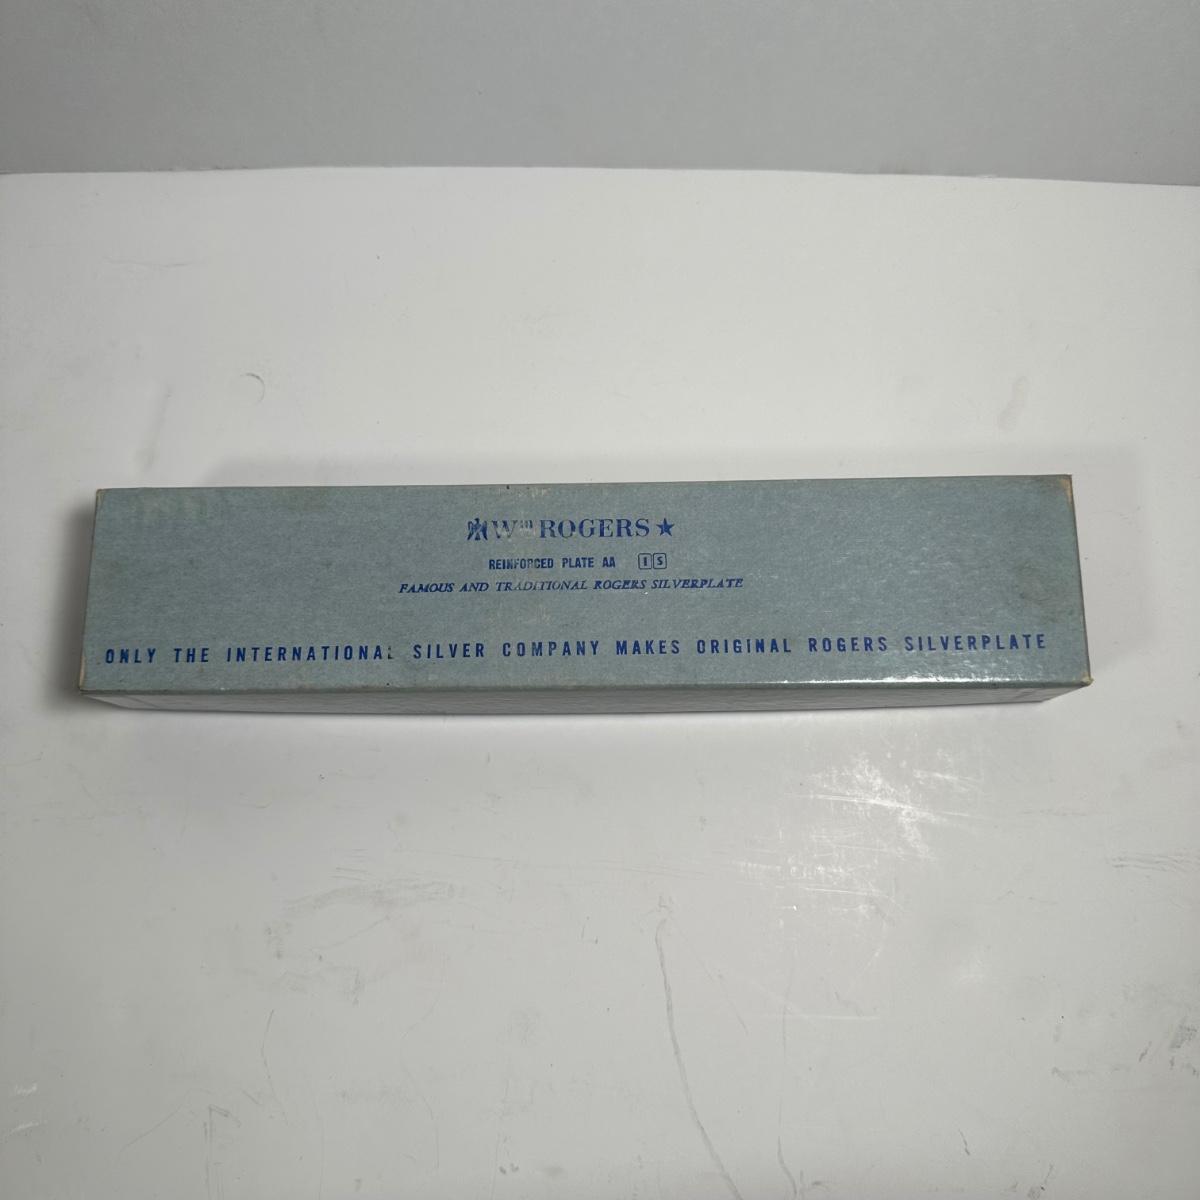 Wm ROGERS ★
REINFORCED PLATE AA IS
FAMOUS AND TRADITIONAL ROGERS SILVERPLATE
ONLY THE INTERNATIONAL SILVER COMPANY MAKES ORIGINAL ROGERS SILVERPLATE